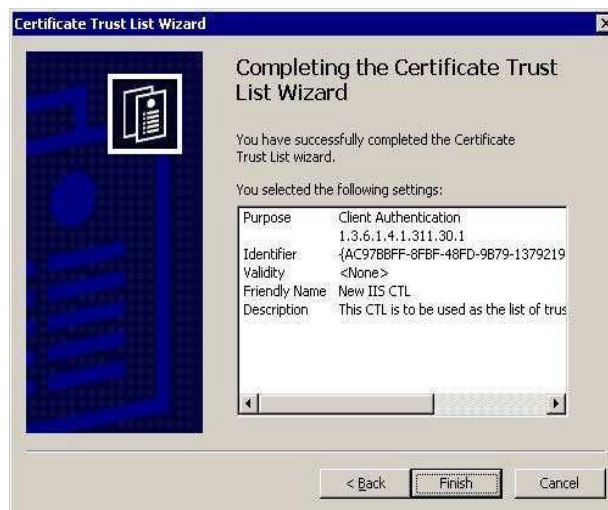 Certificate Trust List Wizard
Completing the Certificate Trust
List Wizard
You have successfully completed the Certificate
Trust List wizard.
You selected the following settings:
Purpose Client Authentication
1.3.6.1.4.1.311.30.1
Identifier {AC97BBFF-8FBF-48FD-9B79-1379219
Validity <None>
Friendly Name New IIS CTL
Description This CTL is to be used as the list of trus
< Back Finish Cancel